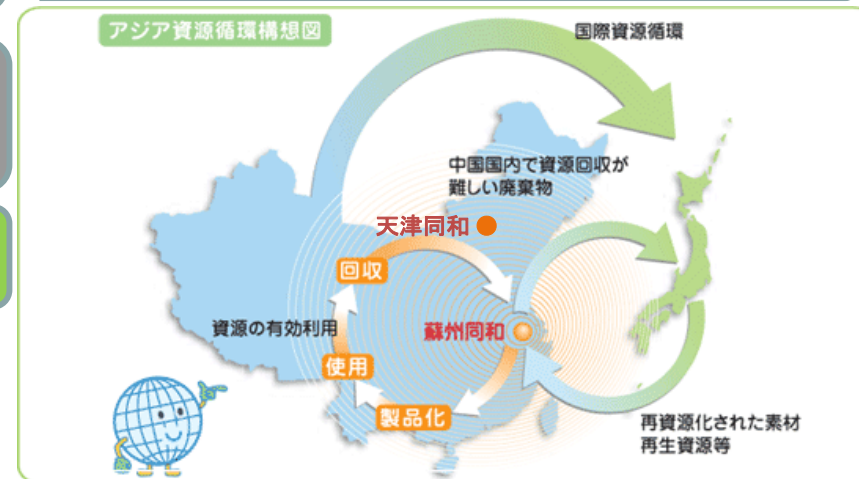 アジア資源循環構想図
国際資源循環
中国国内で資源回収が
難しい廃棄物
天津同和
回収
資源の有効利用
蘇州同和
使用
製品化
再資源化された素材
再生資源等